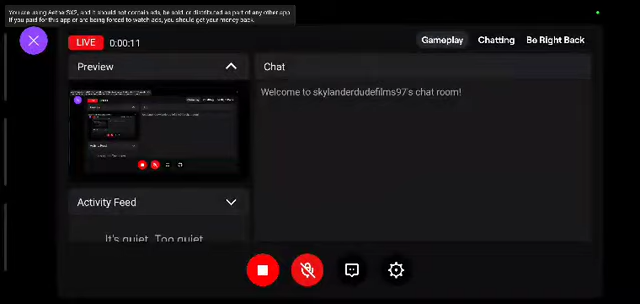 You are using AetherSX2, and it should not contain ads, be sold, or distributed as part of any other app.
If you paid for this app or are being forced to watch ads, you should get your money back.
LIVE 0:00:11
Gameplay Chatting Be Right Back
Preview
Chat
Welcome to skylanderdudefilms97's chat room!
Activity Feed
It's quiet. Too quiet